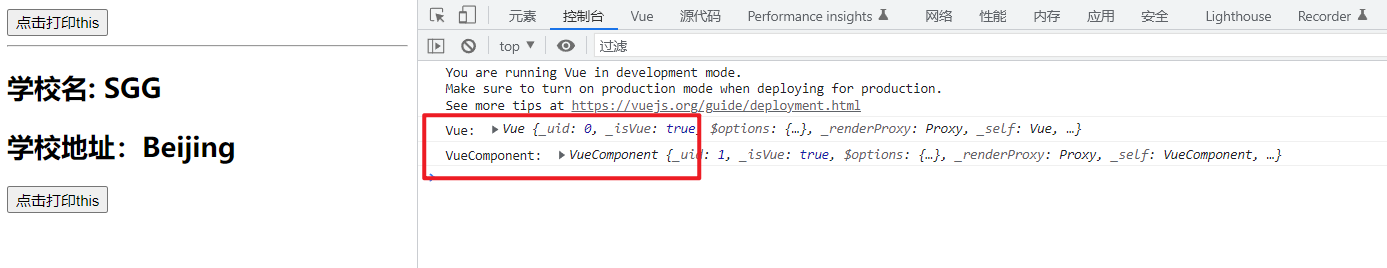 点击打印this
学校名: SGG
学校地址：Beijing
点击打印this
元素 控制台 Vue 源代码 Performance insights 网络 性能 内存 应用 安全 Lighthouse Recorder
top ▼ 过滤
You are running Vue in development mode.
Make sure to turn on production mode when deploying for production.
See more tips at https://vuejs.org/guide/deployment.html
Vue: ▶ Vue {_uid: 0, _isVue: true, $options: {…}, _renderProxy: Proxy, _self: Vue, …}
VueComponent: ▶ VueComponent {_uid: 1, _isVue: true, $options: {…}, _renderProxy: Proxy, _self: VueComponent, …}